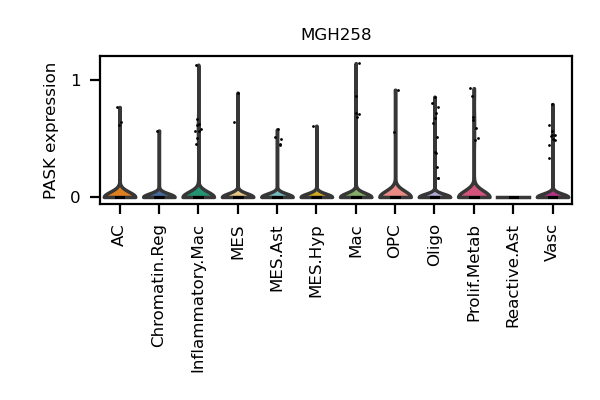 MGH258
PASK expression
1
0
AC
Chromatin.Reg
Inflammatory.Mac
MES
MES.Ast
MES.Hyp
Mac
OPC
Oligo
Prolif.Metab
Reactive.Ast
Vasc